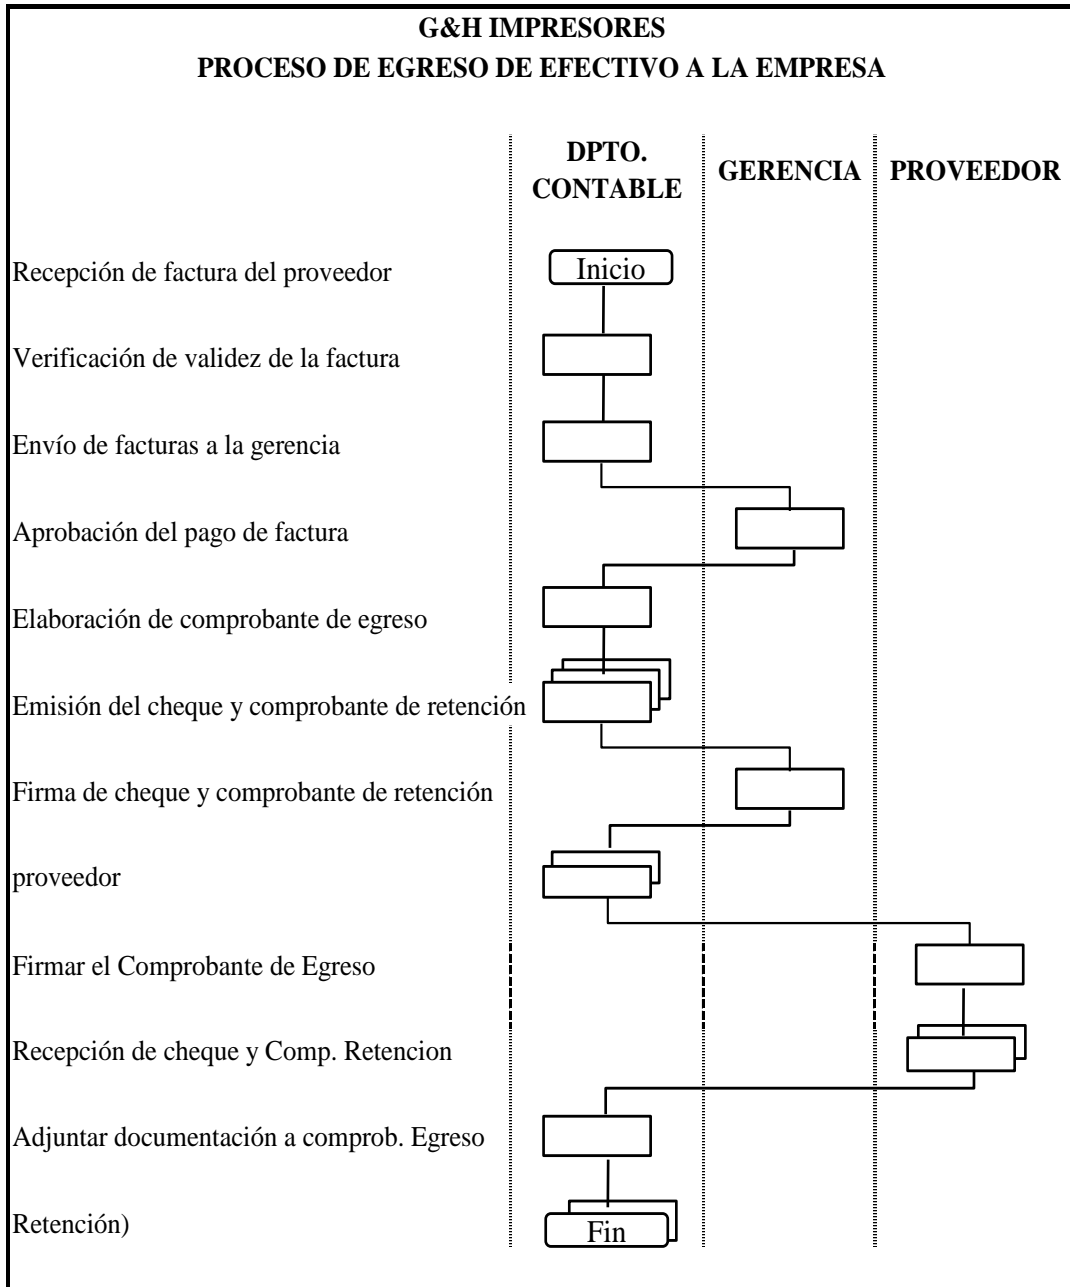 G&H IMPRESORES
PROCESO DE EGRESO DE EFECTIVO A LA EMPRESA
DPTO.
CONTABLE
GERENCIA
PROVEEDOR
Recepción de factura del proveedor
Inicio
Verificación de validez de la factura
Envío de facturas a la gerencia
Aprobación del pago de factura
Elaboración de comprobante de egreso
Emisión del cheque y comprobante de retención
Firma de cheque y comprobante de retención
proveedor
Firmar el Comprobante de Egreso
Recepción de cheque y Comp. Retencion
Adjuntar documentación a comprob. Egreso
Retención)
Fin